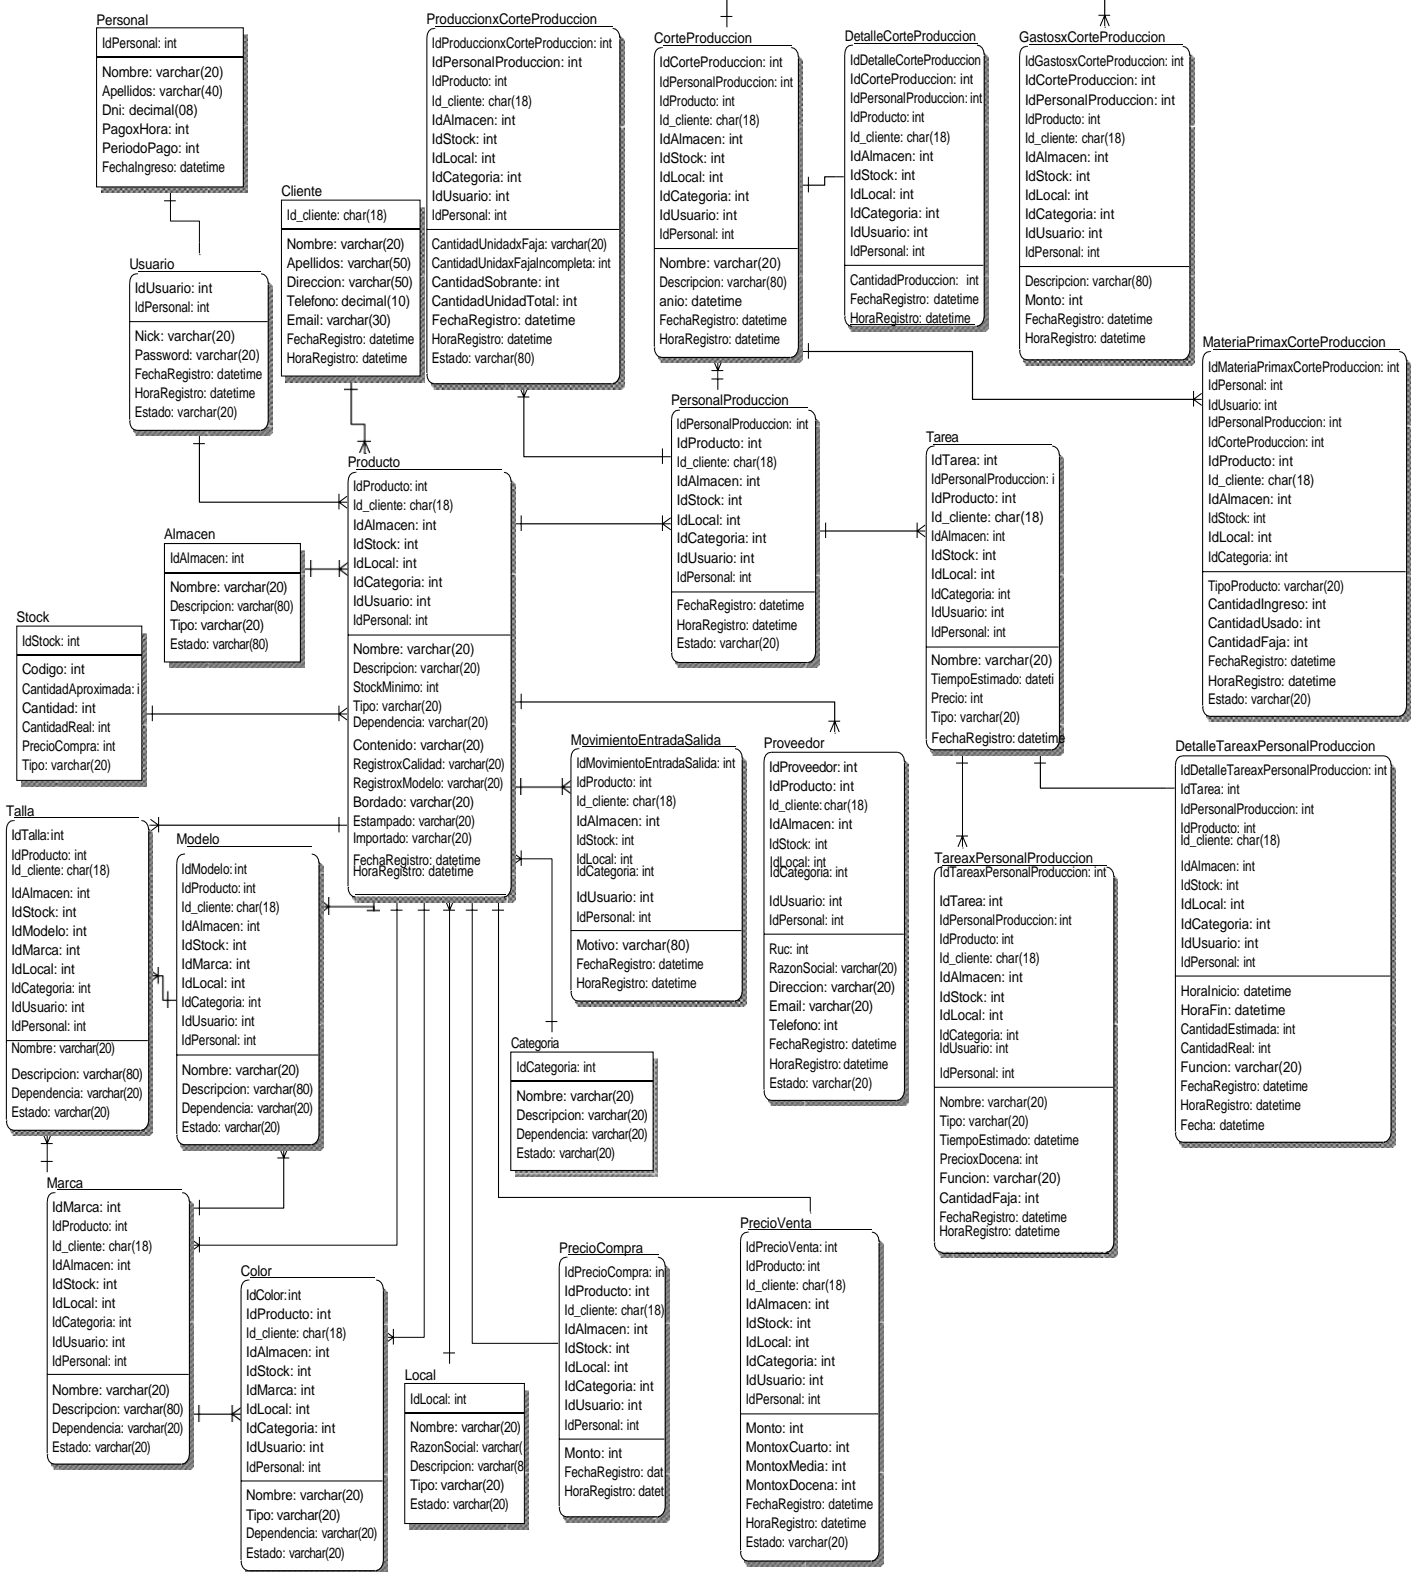 Personal
IdPersonal: int
Nombre: varchar(20)
Apellidos: varchar(40)
Dni: decimal(08)
PagoxHora: int
PeriodoPago: int
FechaIngreso: datetime
Usuario
IdUsuario: int
IdPersonal: int
Nick: varchar(20)
Password: varchar(20)
FechaRegistro: datetime
HoraRegistro: datetime
Estado: varchar(20)
Cliente
Id_cliente: char(18)
Nombre: varchar(20)
Apellidos: varchar(50)
Direccion: varchar(50)
Telefono: decimal(10)
Email: varchar(30)
FechaRegistro: datetime
HoraRegistro: datetime
ProduccionxCorteProduccion
IdProduccionxCorteProduccion: int
IdPersonalProduccion: int
IdProducto: int
Id_cliente: char(18)
IdAlmacen: int
IdStock: int
IdLocal: int
IdCategoria: int
IdUsuario: int
IdPersonal: int
CantidadUnidadxFaja: varchar(20)
CantidadUnidaxFajaIncompleta: int
CantidadSobrante: int
CantidadUnidadTotal: int
FechaRegistro: datetime
HoraRegistro: datetime
Estado: varchar(80)
CorteProduccion
IdCorteProduccion: int
IdPersonalProduccion: int
IdProducto: int
Id_cliente: char(18)
IdAlmacen: int
IdStock: int
IdLocal: int
IdCategoria: int
IdUsuario: int
IdPersonal: int
Nombre: varchar(20)
Descripcion: varchar(80)
anio: datetime
FechaRegistro: datetime
HoraRegistro: datetime
DetalleCorteProduccion
IdDetalleCorteProduccion
IdCorteProduccion: int
IdPersonalProduccion: int
IdProducto: int
Id_cliente: char(18)
IdAlmacen: int
IdStock: int
IdLocal: int
IdCategoria: int
IdUsuario: int
IdPersonal: int
CantidadProduccion: int
FechaRegistro: datetime
HoraRegistro: datetime
GastosxCorteProduccion
IdGastosxCorteProduccion: int
IdCorteProduccion: int
IdPersonalProduccion: int
IdProducto: int
Id_cliente: char(18)
IdAlmacen: int
IdStock: int
IdLocal: int
IdCategoria: int
IdUsuario: int
IdPersonal: int
Descripcion: varchar(80)
Monto: int
FechaRegistro: datetime
HoraRegistro: datetime
MateriaPrimaxCorteProduccion
IdMateriaPrimaxCorteProduccion: int
IdPersonal: int
IdUsuario: int
IdPersonalProduccion: int
IdCorteProduccion: int
IdProducto: int
Id_cliente: char(18)
IdAlmacen: int
IdStock: int
IdLocal: int
IdCategoria: int
TipoProducto: varchar(20)
CantidadIngreso: int
CantidadUsado: int
CantidadFaja: int
FechaRegistro: datetime
HoraRegistro: datetime
Estado: varchar(20)
PersonalProduccion
IdPersonalProduccion: int
IdProducto: int
Id_cliente: char(18)
IdAlmacen: int
IdStock: int
IdLocal: int
IdCategoria: int
IdUsuario: int
IdPersonal: int
FechaRegistro: datetime
HoraRegistro: datetime
Estado: varchar(20)
Tarea
IdTarea: int
IdPersonalProduccion: i
IdProducto: int
Id_cliente: char(18)
IdAlmacen: int
IdStock: int
IdLocal: int
IdCategoria: int
IdUsuario: int
IdPersonal: int
Nombre: varchar(20)
TiempoEstimado: dateti
Precio: int
Tipo: varchar(20)
FechaRegistro: datetime
Producto
IdProducto: int
Id_cliente: char(18)
IdAlmacen: int
IdStock: int
IdLocal: int
IdCategoria: int
IdUsuario: int
IdPersonal: int
Nombre: varchar(20)
Descripcion: varchar(20)
StockMinimo: int
Tipo: varchar(20)
Dependencia: varchar(20)
Contenido: varchar(20)
RegistroxCalidad: varchar(20)
RegistroxModelo: varchar(20)
Bordado: varchar(20)
Estampado: varchar(20)
Importado: varchar(20)
FechaRegistro: datetime
HoraRegistro: datetime
Almacen
IdAlmacen: int
Nombre: varchar(20)
Descripcion: varchar(80)
Tipo: varchar(20)
Estado: varchar(80)
Stock
IdStock: int
Codigo: int
CantidadAproximada: i
Cantidad: int
CantidadReal: int
PrecioCompra: int
Tipo: varchar(20)
Talla
IdTalla:int
IdProducto: int
Id_cliente: char(18)
IdAlmacen: int
IdStock: int
IdModelo: int
IdMarca: int
IdLocal: int
IdCategoria: int
IdUsuario: int
IdPersonal: int
Nombre: varchar(20)
Descripcion: varchar(80)
Dependencia: varchar(20)
Estado: varchar(20)
Modelo
IdModelo: int
IdProducto: int
Id_cliente: char(18)
IdAlmacen: int
IdStock: int
IdMarca: int
IdLocal: int
IdCategoria: int
IdUsuario: int
IdPersonal: int
Nombre: varchar(20)
Descripcion: varchar(80)
Dependencia: varchar(20)
Estado: varchar(20)
MovimientoEntradaSalida
IdMovimientoEntradaSalida: int
IdProducto: int
Id_cliente: char(18)
IdAlmacen: int
IdStock: int
IdLocal: int
IdCategoria: int
IdUsuario: int
IdPersonal: int
Motivo: varchar(80)
FechaRegistro: datetime
HoraRegistro: datetime
Proveedor
IdProveedor: int
IdProducto: int
Id_cliente: char(18)
IdAlmacen: int
IdStock: int
IdLocal: int
IdCategoria: int
IdUsuario: int
IdPersonal: int
Ruc: int
RazonSocial: varchar(20)
Direccion: varchar(20)
Email: varchar(20)
Telefono: int
FechaRegistro: datetime
HoraRegistro: datetime
Estado: varchar(20)
TareaxPersonalProduccion
IdTareaxPersonalProduccion: int
IdTarea: int
IdPersonalProduccion: int
IdProducto: int
Id_cliente: char(18)
IdAlmacen: int
IdStock: int
IdLocal: int
IdCategoria: int
IdUsuario: int
IdPersonal: int
Nombre: varchar(20)
Tipo: varchar(20)
TiempoEstimado: datetime
PrecioxDocena: int
Funcion: varchar(20)
CantidadFaja: int
FechaRegistro: datetime
HoraRegistro: datetime
DetalleTareaxPersonalProduccion
IdDetalleTareaxPersonalProduccion: int
IdTarea: int
IdPersonalProduccion: int
IdProducto: int
Id_cliente: char(18)
IdAlmacen: int
IdStock: int
IdLocal: int
IdCategoria: int
IdUsuario: int
IdPersonal: int
HoraInicio: datetime
HoraFin: datetime
CantidadEstimada: int
CantidadReal: int
Funcion: varchar(20)
FechaRegistro: datetime
HoraRegistro: datetime
Fecha: datetime
Categoria
IdCategoria: int
Nombre: varchar(20)
Descripcion: varchar(20)
Dependencia: varchar(20)
Estado: varchar(20)
Marca
IdMarca: int
IdProducto: int
Id_cliente: char(18)
IdAlmacen: int
IdStock: int
IdLocal: int
IdCategoria: int
IdUsuario: int
IdPersonal: int
Nombre: varchar(20)
Descripcion: varchar(80)
Dependencia: varchar(20)
Estado: varchar(20)
Color
IdColor:int
IdProducto: int
Id_cliente: char(18)
IdAlmacen: int
IdStock: int
IdMarca: int
IdLocal: int
IdCategoria: int
IdUsuario: int
IdPersonal: int
Nombre: varchar(20)
Tipo: varchar(20)
Dependencia: varchar(20)
Estado: varchar(20)
Local
IdLocal: int
Nombre: varchar(20)
RazonSocial: varchar(
Descripcion: varchar(8
Tipo: varchar(20)
Estado: varchar(20)
PrecioCompra
IdPrecioCompra: in
IdProducto: int
Id_cliente: char(18)
IdAlmacen: int
IdStock: int
IdLocal: int
IdCategoria: int
IdUsuario: int
IdPersonal: int
Monto: int
FechaRegistro: dat
HoraRegistro: datet
PrecioVenta
IdPrecioVenta: int
IdProducto: int
Id_cliente: char(18)
IdAlmacen: int
IdStock: int
IdLocal: int
IdCategoria: int
IdUsuario: int
IdPersonal: int
Monto: int
MontoxCuarto: int
MontoxMedia: int
MontoxDocena: int
FechaRegistro: datetime
HoraRegistro: datetime
Estado: varchar(20)